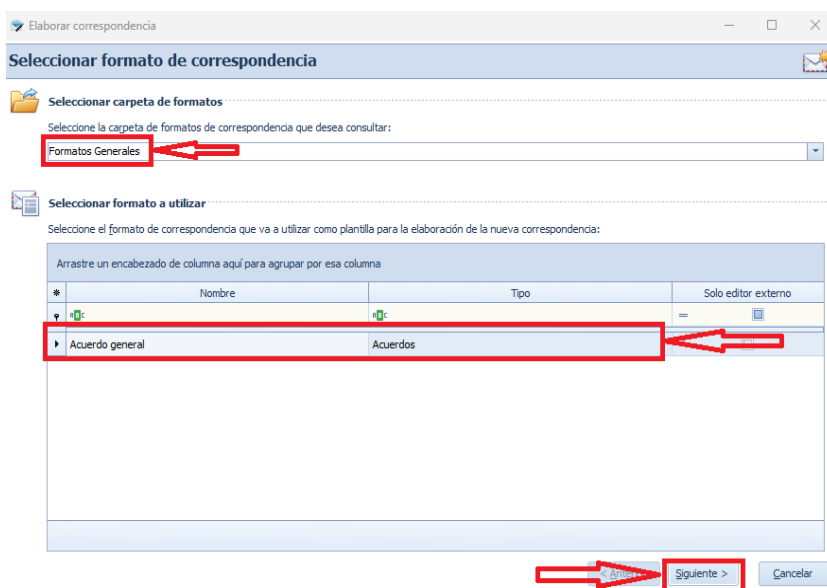 Elaborar correspondencia
Seleccionar formato de correspondencia
Seleccionar carpeta de formatos
Seleccione la carpeta de formatos de correspondencia que desea consultar:
Formatos Generales
Seleccionar formato a utilizar
Seleccione el formato de correspondencia que va a utilizar como plantilla para la elaboración de la nueva correspondencia:
Arrastre un encabezado de columna aquí para agrupar por esa columna
Nombre Tipo Solo editor externo
ABC ABC =
Acuerdo general Acuerdos
Siguiente > Cancelar